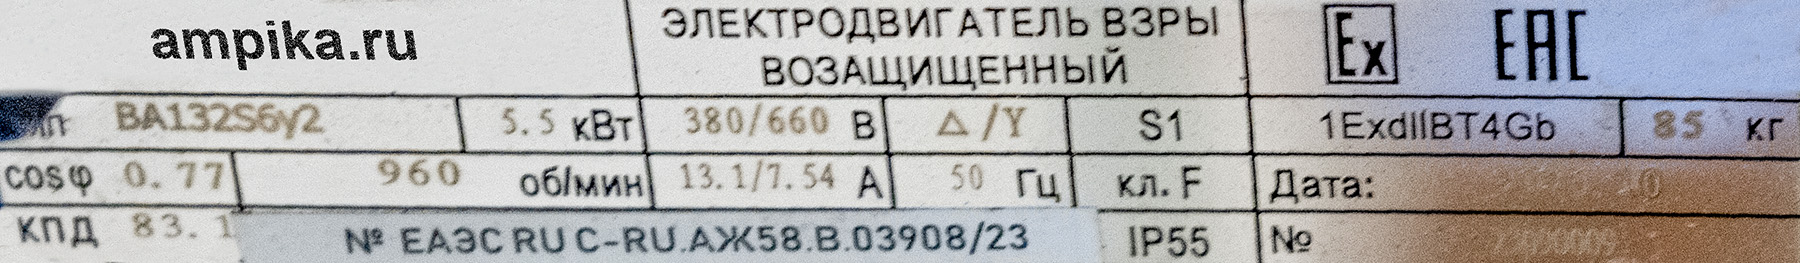 ampika.ru
ЭЛЕКТРОДВИГАТЕЛЬ ВЗРЫ
ВОЗАЩИЩЕННЫЙ
Ex EAC
ВА132S6у2 5.5 кВт 380/660 В Δ/Y S1 1ExdIIBT4Gb 85 кг
cosφ 0.77 960 об/мин 13.1/7.54 А 50 Гц кл. F Дата:
КПД 83.1 № ЕАЭС RU C-RU.АЖ58.В.03908/23 IP55 №